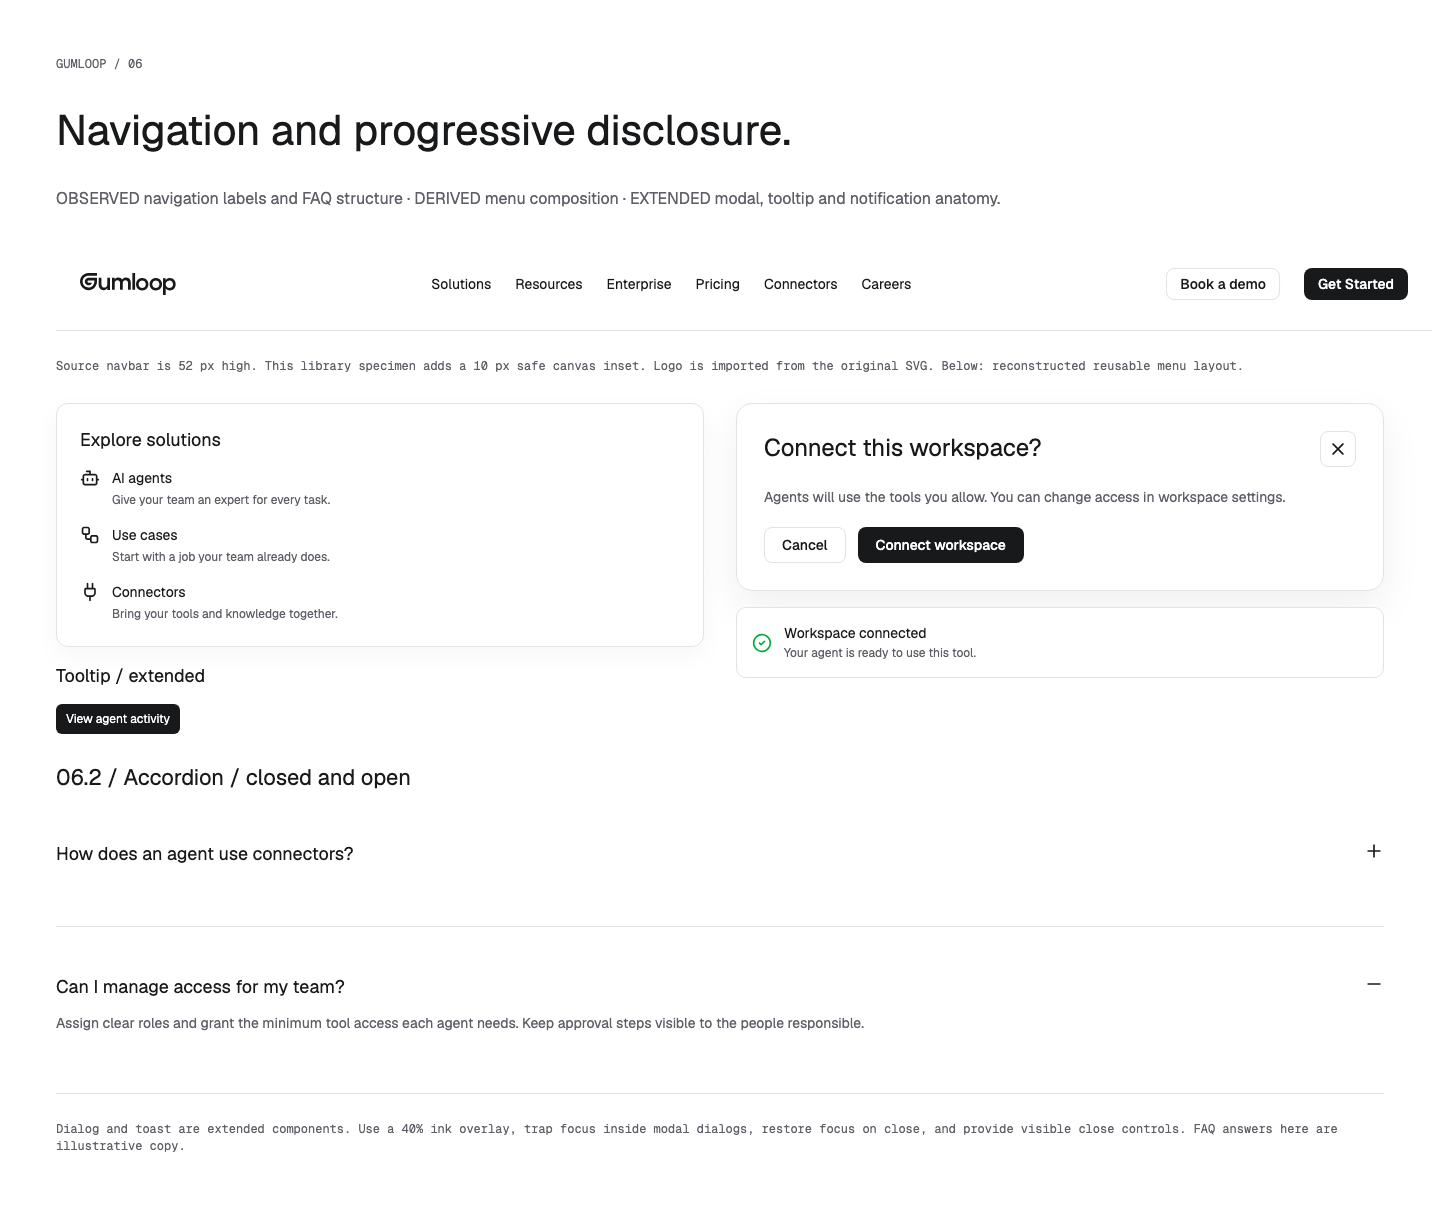 GUMLOOP / 06
Navigation and progressive disclosure.
OBSERVED navigation labels and FAQ structure · DERIVED menu composition · EXTENDED modal, tooltip and notification anatomy.
Gumloop
Solutions Resources Enterprise Pricing Connectors Careers
Book a demo
Get Started
Source navbar is 52 px high. This library specimen adds a 10 px safe canvas inset. Logo is imported from the original SVG. Below: reconstructed reusable menu layout.
Explore solutions
AI agents
Give your team an expert for every task.
Use cases
Start with a job your team already does.
Connectors
Bring your tools and knowledge together.
Connect this workspace?
Agents will use the tools you allow. You can change access in workspace settings.
Cancel
Connect workspace
Workspace connected
Your agent is ready to use this tool.
Tooltip / extended
View agent activity
06.2 / Accordion / closed and open
How does an agent use connectors?
Can I manage access for my team?
Assign clear roles and grant the minimum tool access each agent needs. Keep approval steps visible to the people responsible.
Dialog and toast are extended components. Use a 40% ink overlay, trap focus inside modal dialogs, restore focus on close, and provide visible close controls. FAQ answers here are
illustrative copy.